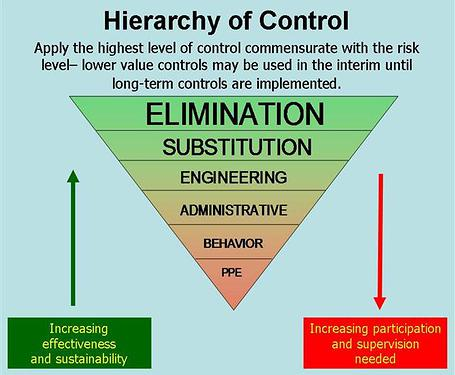 Hierarchy of Control
Apply the highest level of control commensurate with the risk
level– lower value controls may be used in the interim until
long-term controls are implemented.
ELIMINATION
SUBSTITUTION
ENGINEERING
ADMINISTRATIVE
BEHAVIOR
PPE
Increasing
effectiveness
and sustainability
Increasing participation
and supervision
needed